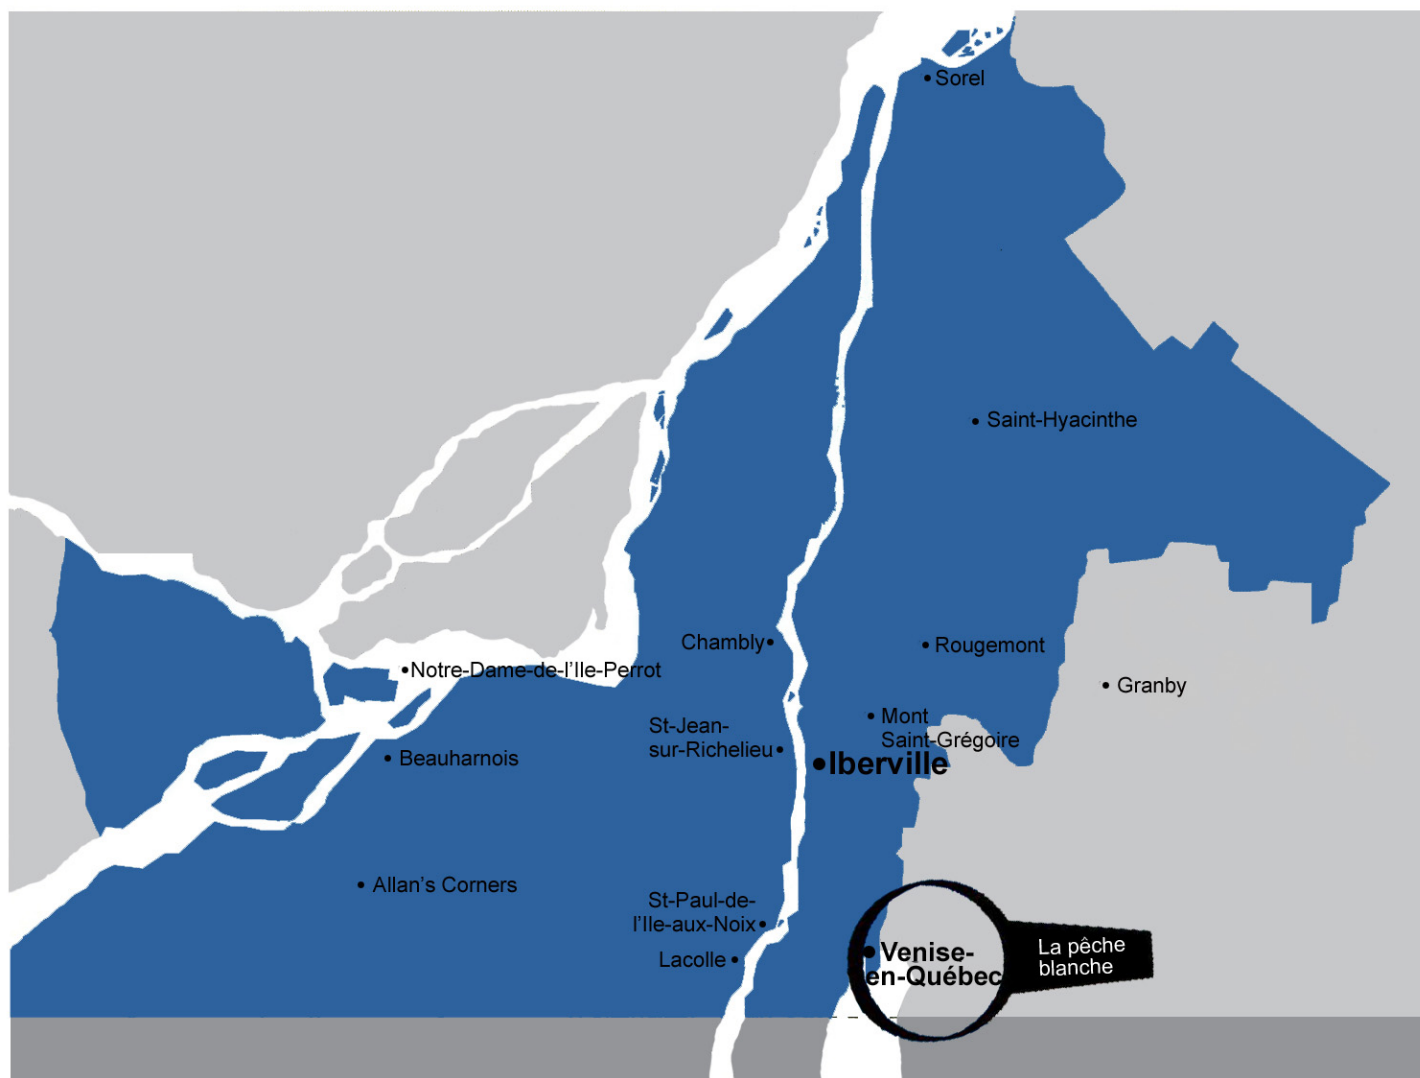 Sorel
Saint-Hyacinthe
Chambly
Rougemont
Notre-Dame-de-l'Ile-Perrot
Granby
St-Jean-
sur-Richelieu
Mont
Saint-Grégoire
Beauharnois
Iberville
Allan's Corners
St-Paul-de-
l'Ile-aux-Noix
Lacolle
Venise-
en-Québec
La pêche
blanche